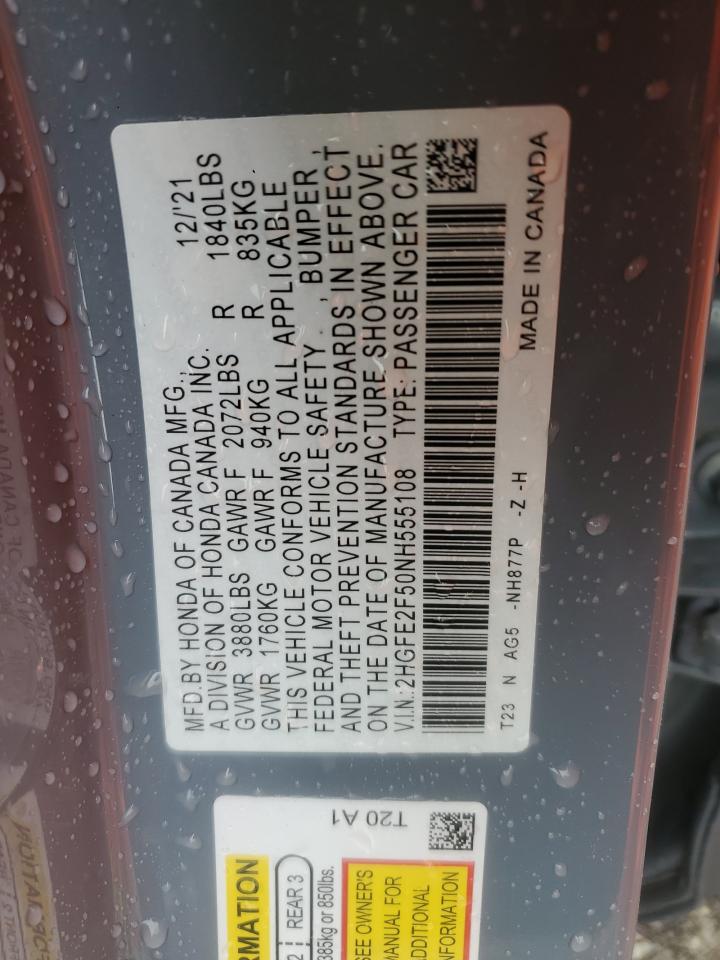 MFD.BY HONDA OF CANADA MFG., 12/'21
A DIVISION OF HONDA CANADA INC.
GVWR 3880LBS GAWR F 2072LBS R 1840LBS
GVWR 1760KG GAWR F 940KG R 835KG
THIS VEHICLE CONFORMS TO ALL APPLICABLE
FEDERAL MOTOR VEHICLE SAFETY , BUMPER ,
AND THEFT PREVENTION STANDARDS IN EFFECT
ON THE DATE OF MANUFACTURE SHOWN ABOVE.
V.I.N.:2HGFE2F50NH555108 TYPE: PASSENGER CAR
T23 N AG5 -NH877P -Z -H MADE IN CANADA
T20 A1
RMATION
2 REAR 3
385kg or 850lbs.
SEE OWNER'S
MANUAL FOR
ADDITIONAL
INFORMATION